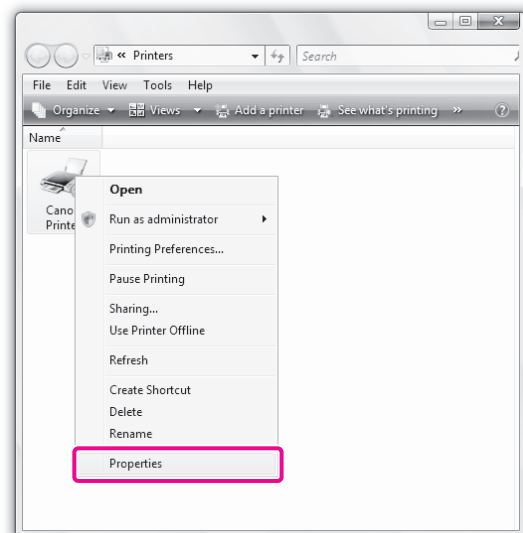 Printers
Search
File Edit View Tools Help
Organize Views Add a printer See what's printing »
Name
Open
Cano
Printe
Run as administrator
Printing Preferences...
Pause Printing
Sharing...
Use Printer Offline
Refresh
Create Shortcut
Delete
Rename
Properties